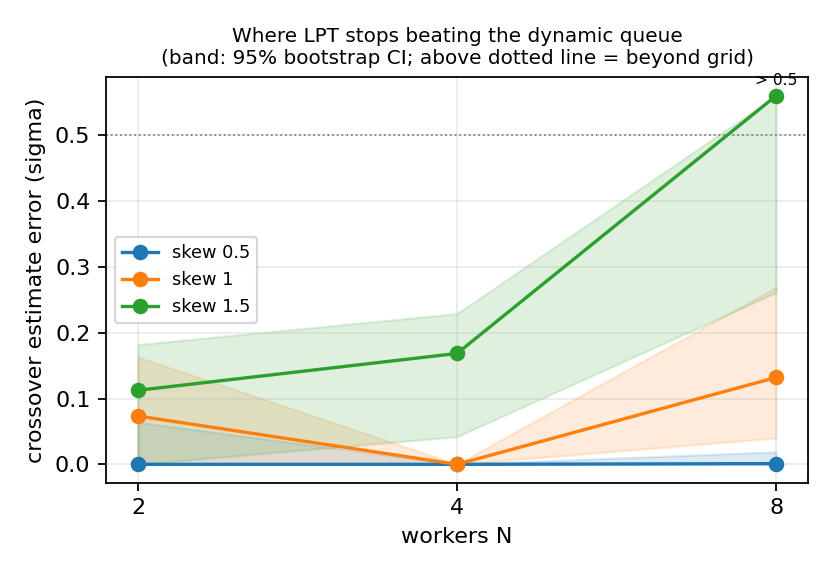 Where LPT stops beating the dynamic queue
(band: 95% bootstrap CI; above dotted line = beyond grid)
> 0.5
crossover estimate error (sigma)
0.5
0.4
0.3
0.2
0.1
0.0
skew 0.5
skew 1
skew 1.5
2
4
8
workers N